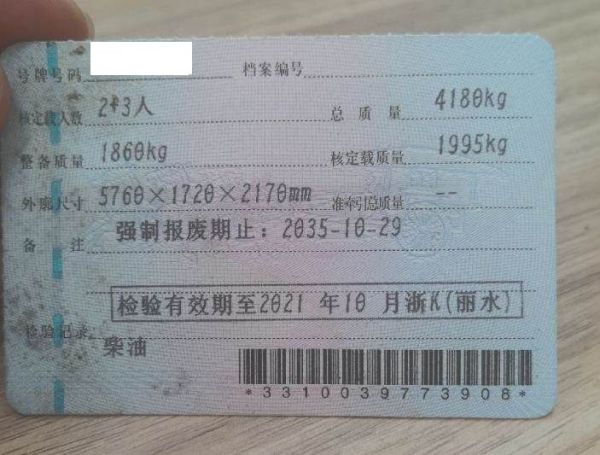 号牌号码 档案编号
核定载人数 2+3人 总质量 4180kg
整备质量 1860kg 核定载质量 1995kg
外廓尺寸 5760×1720×2170mm 准牵引总质量 --
备注 强制报废期止：2035-10-29
检验有效期至2021 年10 月浙K(丽水)
检验记录
柴油
*3310039773908*